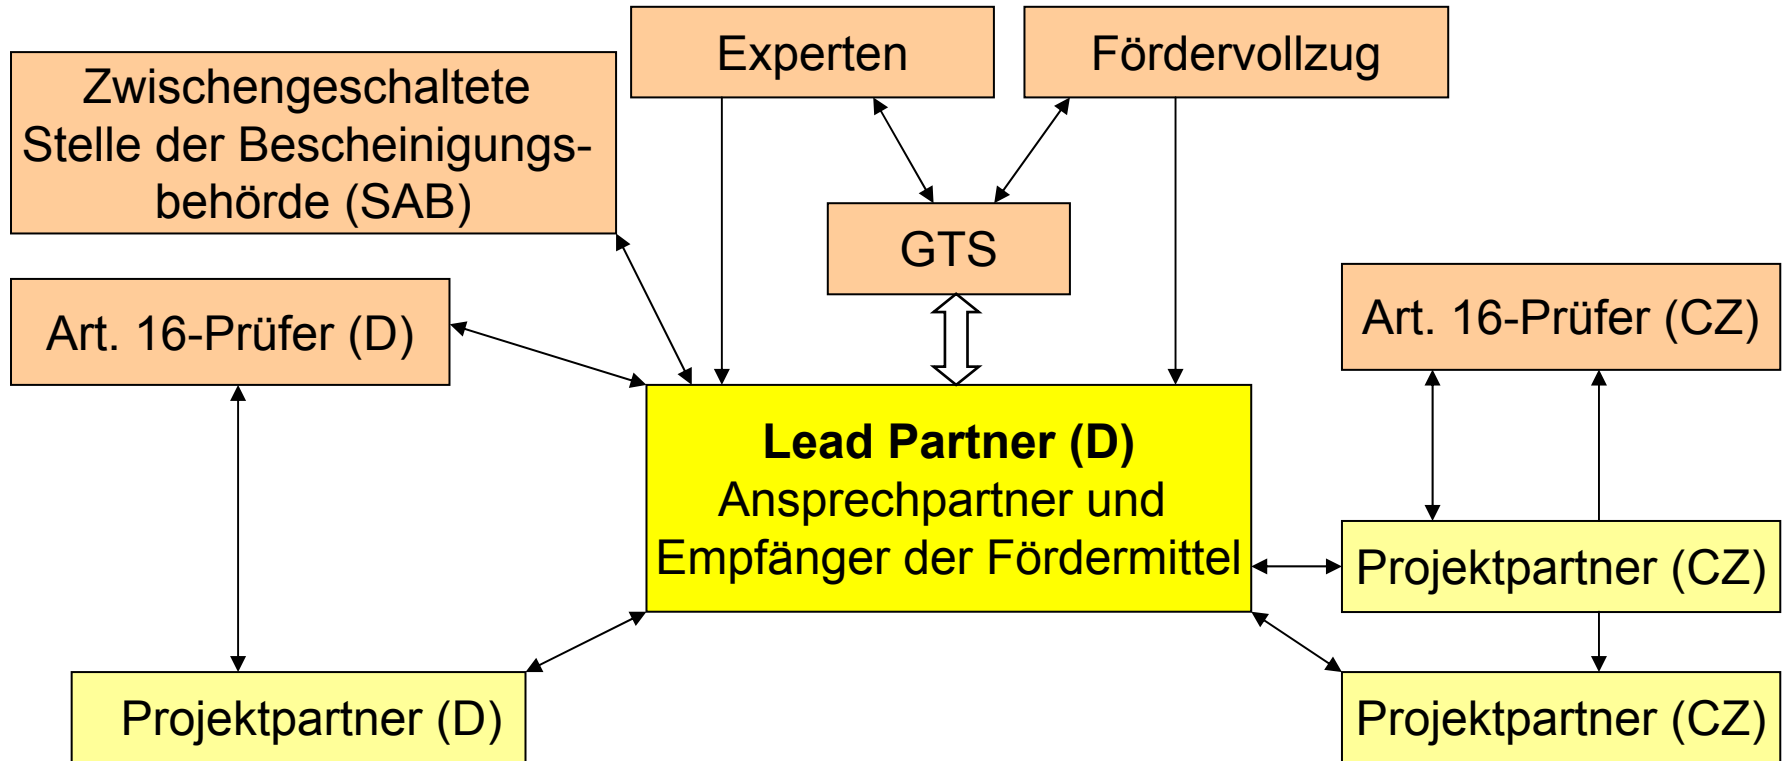 Experten
Fördervollzug
Zwischengeschaltete
Stelle der Bescheinigungs-
behörde (SAB)
GTS
Art. 16-Prüfer (D)
Art. 16-Prüfer (CZ)
Lead Partner (D)
Ansprechpartner und
Empfänger der Fördermittel
Projektpartner (CZ)
Projektpartner (D)
Projektpartner (CZ)